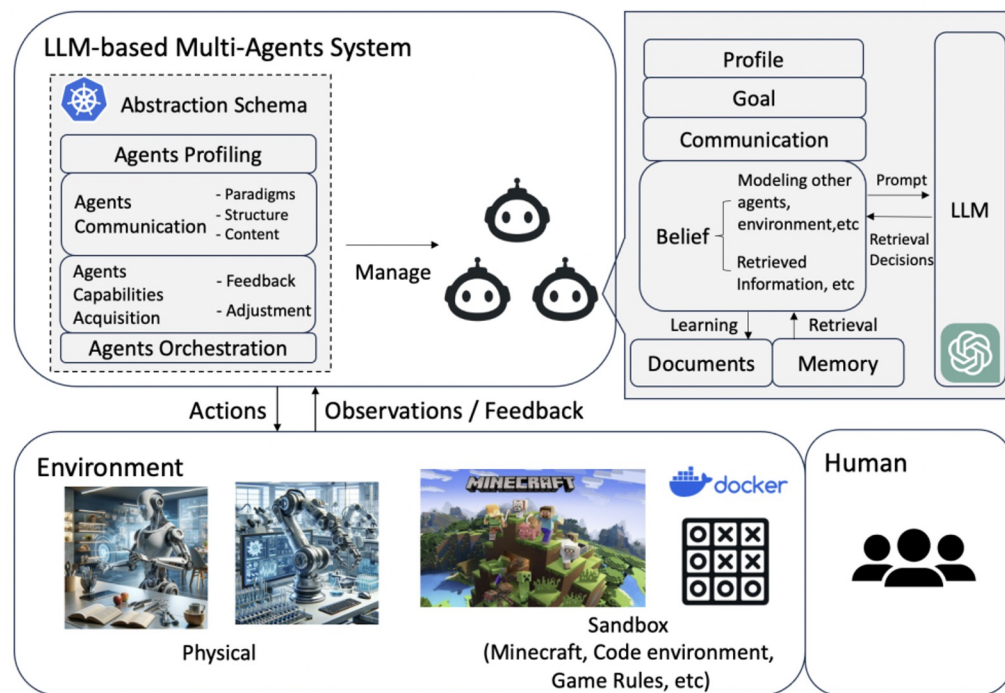 LLM-based Multi-Agents System
Abstraction Schema
Agents Profiling
Agents
Communication
- Paradigms
- Structure
- Content
Agents
Capabilities
Acquisition
- Feedback
- Adjustment
Agents Orchestration
Manage
Profile
Goal
Communication
Belief
Modeling other
agents,
environment,etc
Retrieved
Information, etc
Prompt
Retrieval
Decisions
LLM
Learning
Retrieval
Documents
Memory
Actions
Observations / Feedback
Environment
MINECRAFT
docker
O X X
O X X
O O O
Physical
Sandbox
(Minecraft, Code environment,
Game Rules, etc)
Human